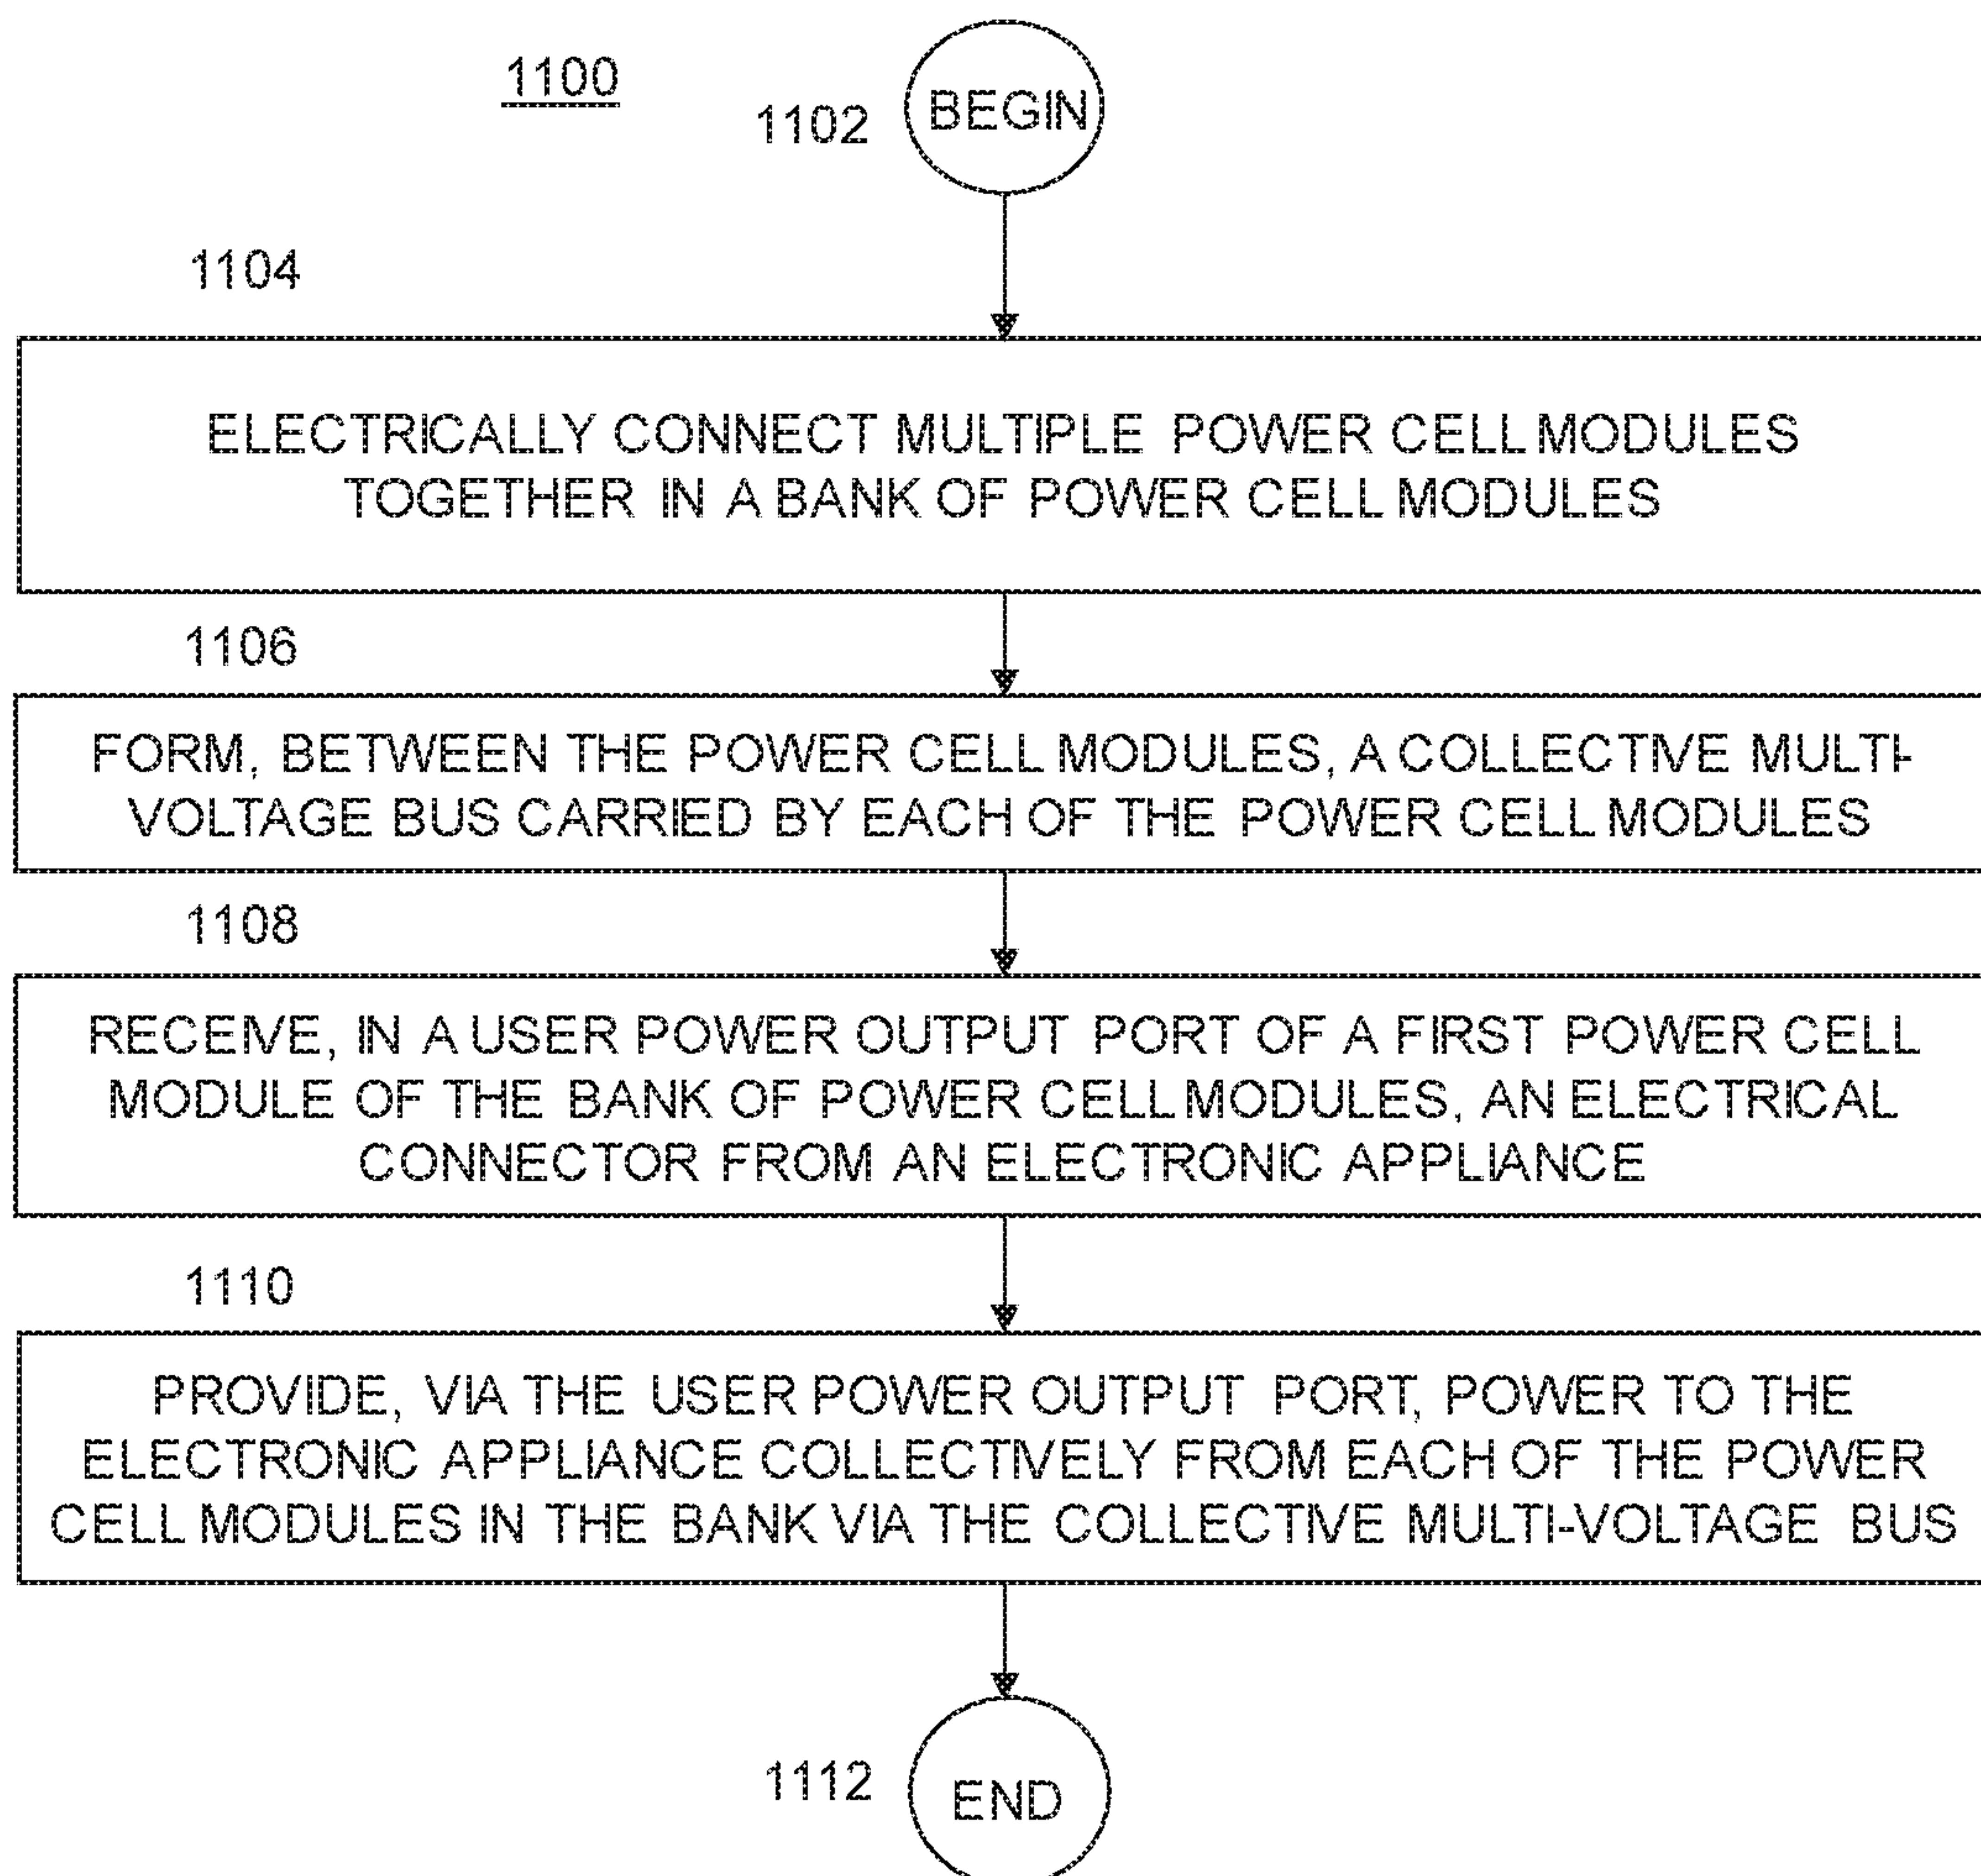 1100
1102
BEGIN
1104
ELECTRICALLY CONNECT MULTIPLE POWER CELL MODULES
TOGETHER IN A BANK OF POWER CELL MODULES
1106
FORM, BETWEEN THE POWER CELL MODULES, A COLLECTIVE MULTI-
VOLTAGE BUS CARRIED BY EACH OF THE POWER CELL MODULES
1108
RECEIVE, IN A USER POWER OUTPUT PORT OF A FIRST POWER CELL
MODULE OF THE BANK OF POWER CELL MODULES, AN ELECTRICAL
CONNECTOR FROM AN ELECTRONIC APPLIANCE
1110
PROVIDE, VIA THE USER POWER OUTPUT PORT, POWER TO THE
ELECTRONIC APPLIANCE COLLECTIVELY FROM EACH OF THE POWER
CELL MODULES IN THE BANK VIA THE COLLECTIVE MULTI-VOLTAGE BUS
1112
END